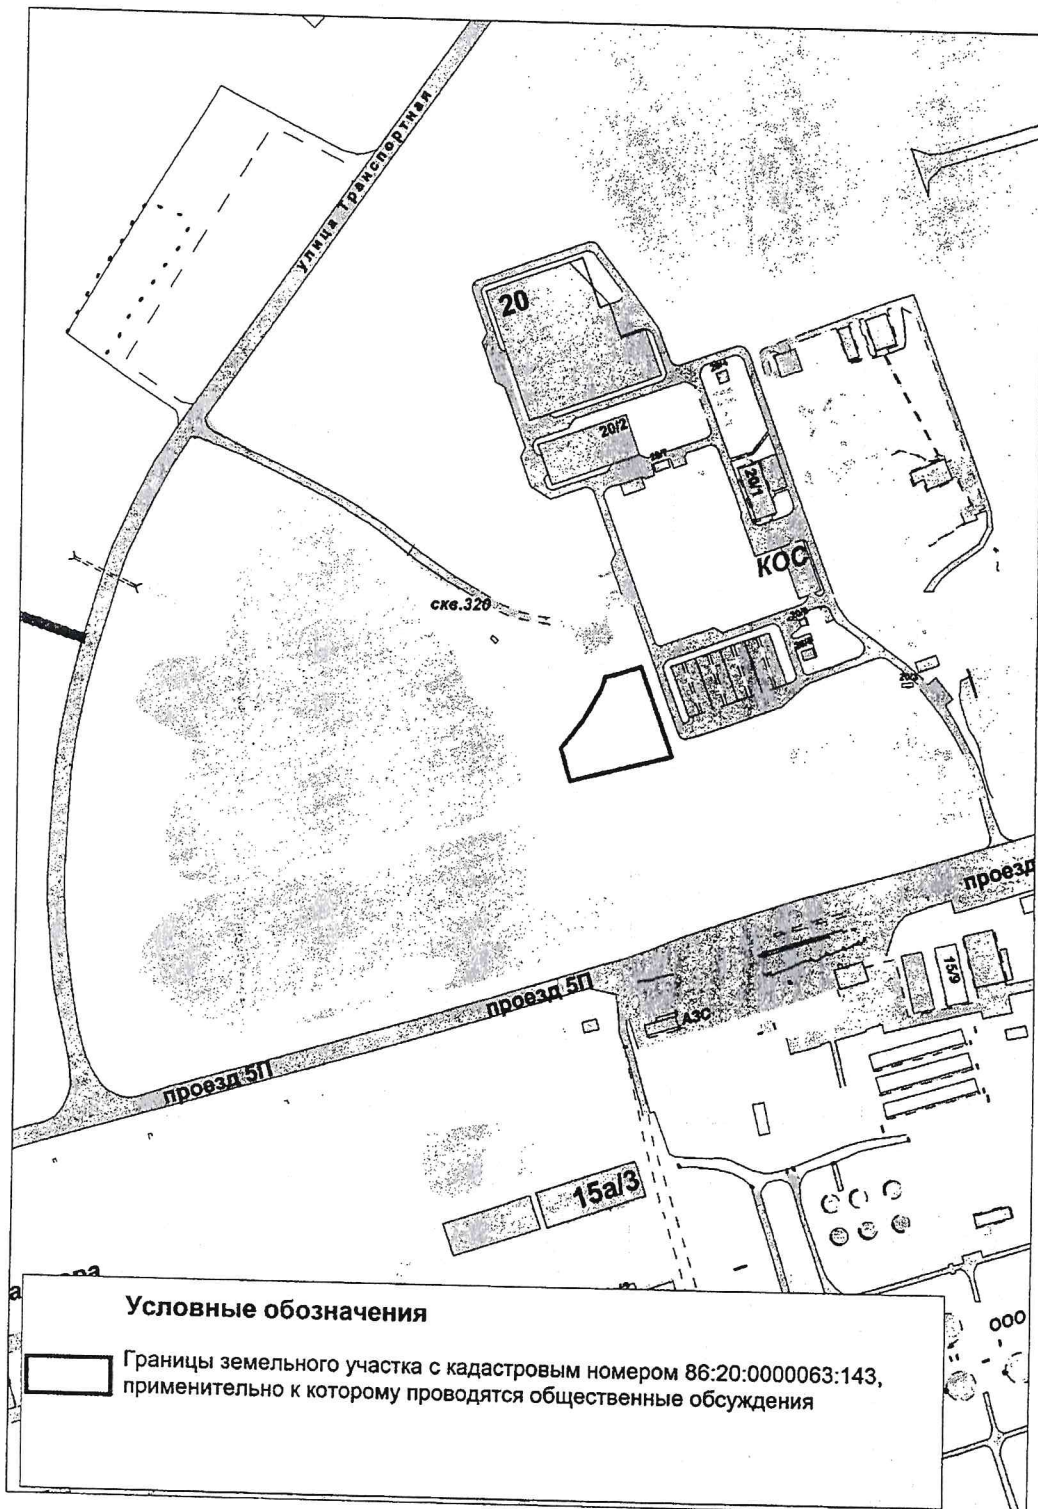 улица Транспортная
20
20/2
20/1
КОС
скв.320
проезд
15/9
проезд 5П
АЗС
проезд 5П
15а/3
ООО
Условные обозначения
Границы земельного участка с кадастровым номером 86:20:0000063:143,
применительно к которому проводятся общественные обсуждения